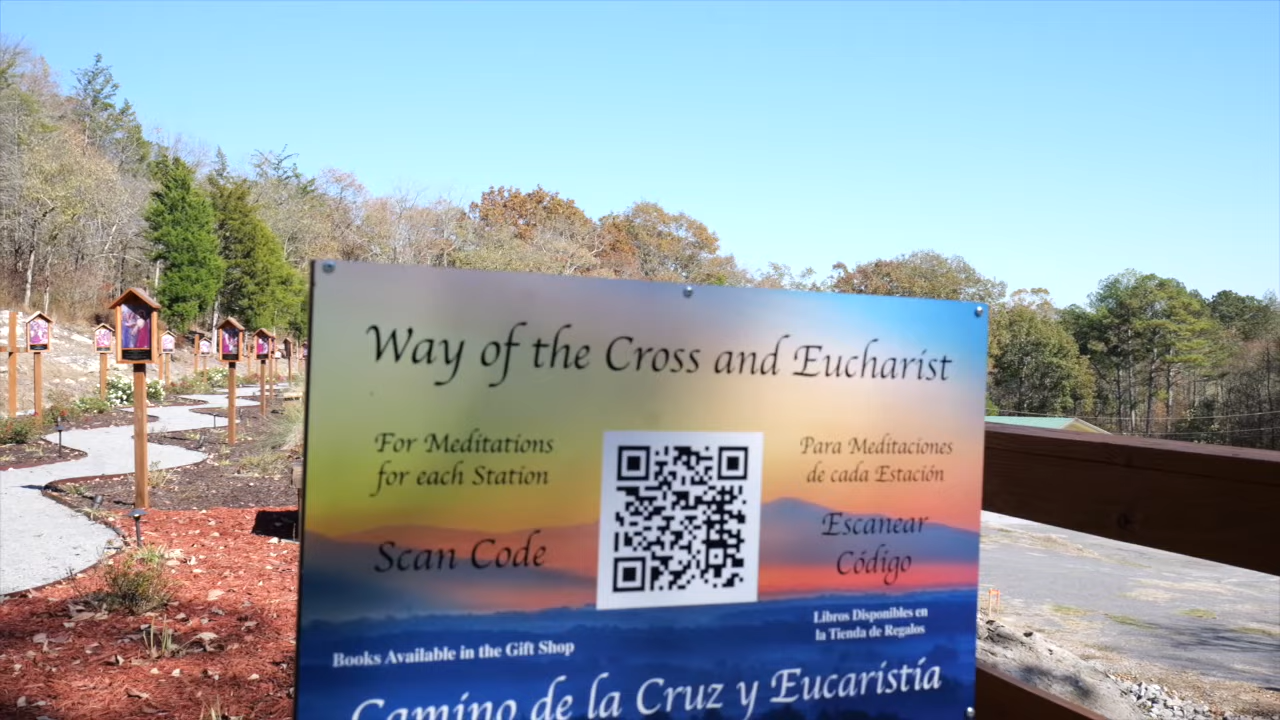 Way of the Cross and Eucharist
For Meditations
for each Station
Scan Code
Para Meditaciones
de cada Estación
Escanear
Código
Books Available in the Gift Shop
Libros Disponibles en
la Tienda de Regalos
Camino de la Cruz y Eucaristía